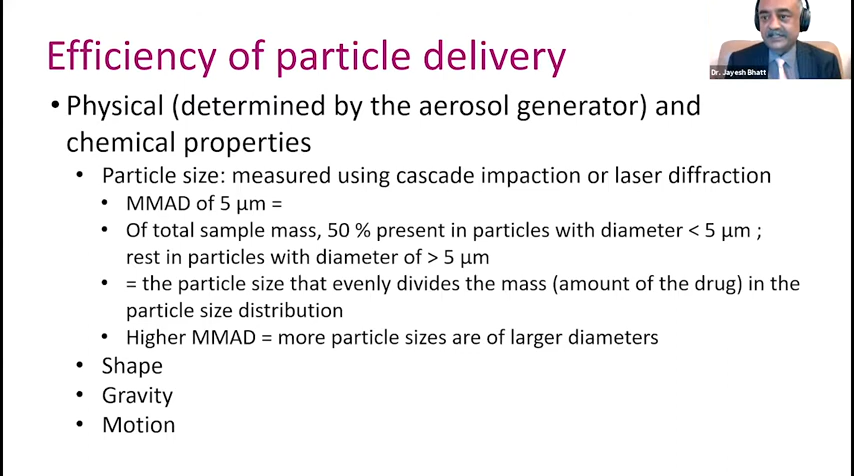 Efficiency of particle delivery
Dr. Jayesh Bhatt
• Physical (determined by the aerosol generator) and
chemical properties
• Particle size: measured using cascade impaction or laser diffraction
• MMAD of 5 µm =
• Of total sample mass, 50 % present in particles with diameter < 5 µm ;
rest in particles with diameter of > 5 µm
• = the particle size that evenly divides the mass (amount of the drug) in the
particle size distribution
• Higher MMAD = more particle sizes are of larger diameters
• Shape
• Gravity
• Motion